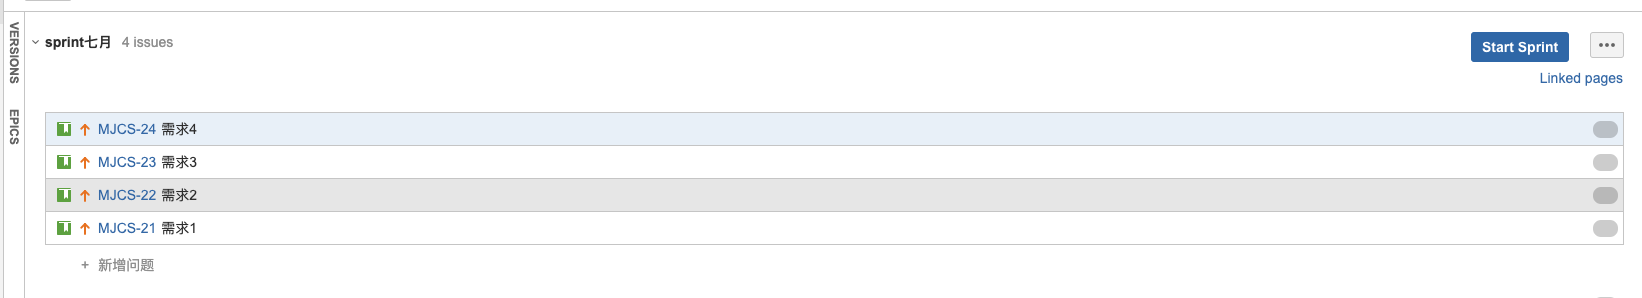 VERSIONS
EPICS
sprint七月 4 issues
Start Sprint
Linked pages
MJCS-24 需求4
MJCS-23 需求3
MJCS-22 需求2
MJCS-21 需求1
+ 新增问题